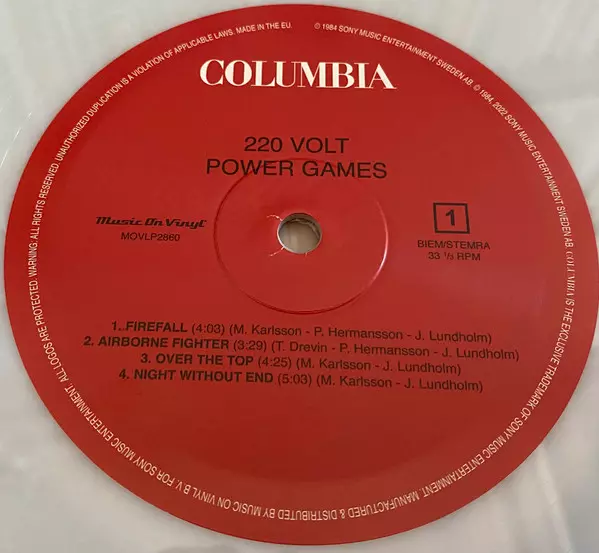 COLUMBIA
220 VOLT
POWER GAMES
Music On Vinyl
MOVLP2860
1
BIEM/STEMRA
33 ⅓ RPM
1. FIREFALL (4:03) (M. Karlsson - P. Hermansson - J. Lundholm)
2. AIRBORNE FIGHTER (3:29) (T. Drevin - P. Hermansson - J. Lundholm)
3. OVER THE TOP (4:25) (M. Karlsson - J. Lundholm)
4. NIGHT WITHOUT END (5:03) (M. Karlsson - J. Lundholm)
℗ 1984 SONY MUSIC ENTERTAINMENT SWEDEN AB. © 1984, 2022 SONY MUSIC ENTERTAINMENT SWEDEN AB. COLUMBIA IS THE EXCLUSIVE TRADEMARK OF SONY MUSIC ENTERTAINMENT. MANUFACTURED & DISTRIBUTED BY MUSIC ON VINYL B.V. FOR SONY MUSIC ENTERTAINMENT. ALL LOGOS ARE PROTECTED. WARNING: ALL RIGHTS RESERVED. UNAUTHORIZED DUPLICATION IS A VIOLATION OF APPLICABLE LAWS. MADE IN THE EU.